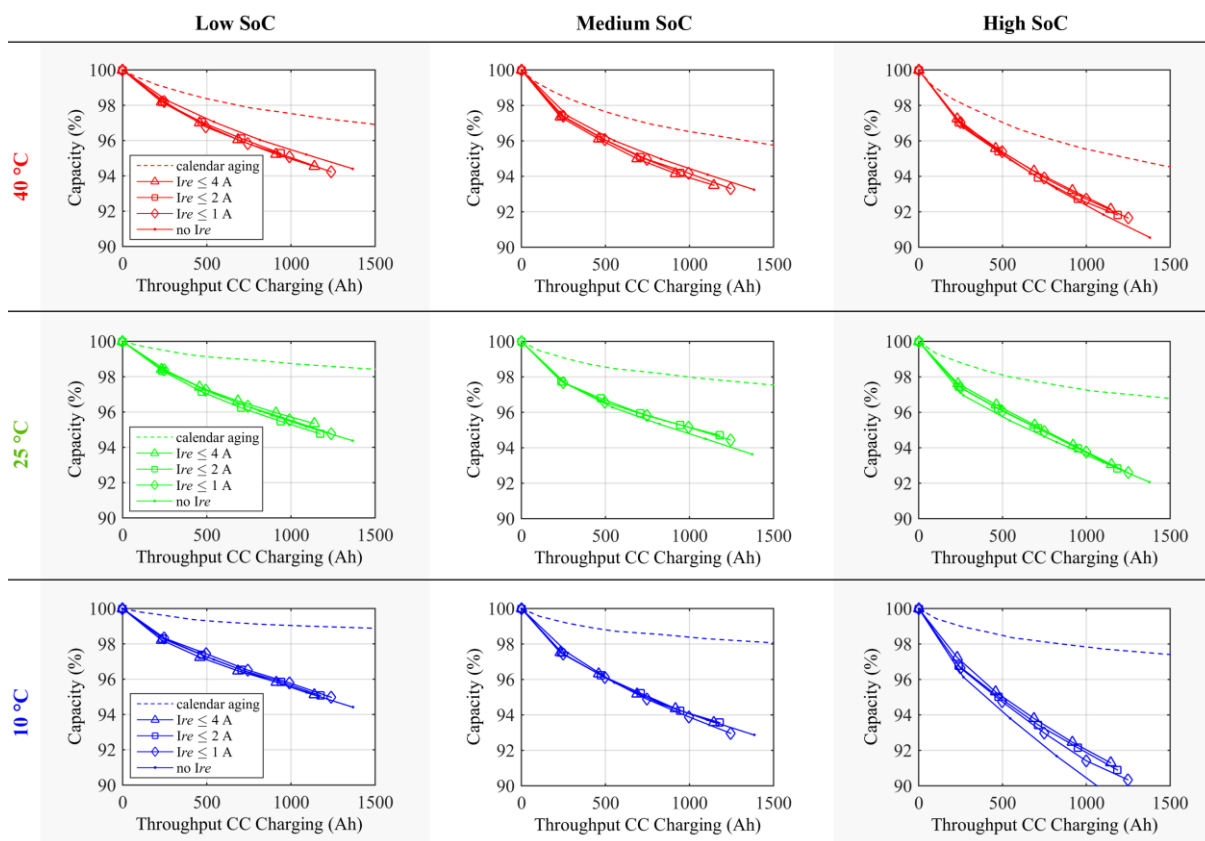 Low SoC
Medium SoC
High SoC
40 °C
Capacity (%)
100
98
96
94
92
90
calendar aging
Ire ≤ 4 A
Ire ≤ 2 A
Ire ≤ 1 A
no Ire
0 500 1000 1500
Throughput CC Charging (Ah)
Capacity (%)
100
98
96
94
92
90
0 500 1000 1500
Throughput CC Charging (Ah)
Capacity (%)
100
98
96
94
92
90
0 500 1000 1500
Throughput CC Charging (Ah)
25 °C
Capacity (%)
100
98
96
94
92
90
calendar aging
Ire ≤ 4 A
Ire ≤ 2 A
Ire ≤ 1 A
no Ire
0 500 1000 1500
Throughput CC Charging (Ah)
Capacity (%)
100
98
96
94
92
90
0 500 1000 1500
Throughput CC Charging (Ah)
Capacity (%)
100
98
96
94
92
90
0 500 1000 1500
Throughput CC Charging (Ah)
10 °C
Capacity (%)
100
98
96
94
92
90
calendar aging
Ire ≤ 4 A
Ire ≤ 2 A
Ire ≤ 1 A
no Ire
0 500 1000 1500
Throughput CC Charging (Ah)
Capacity (%)
100
98
96
94
92
90
0 500 1000 1500
Throughput CC Charging (Ah)
Capacity (%)
100
98
96
94
92
90
0 500 1000 1500
Throughput CC Charging (Ah)